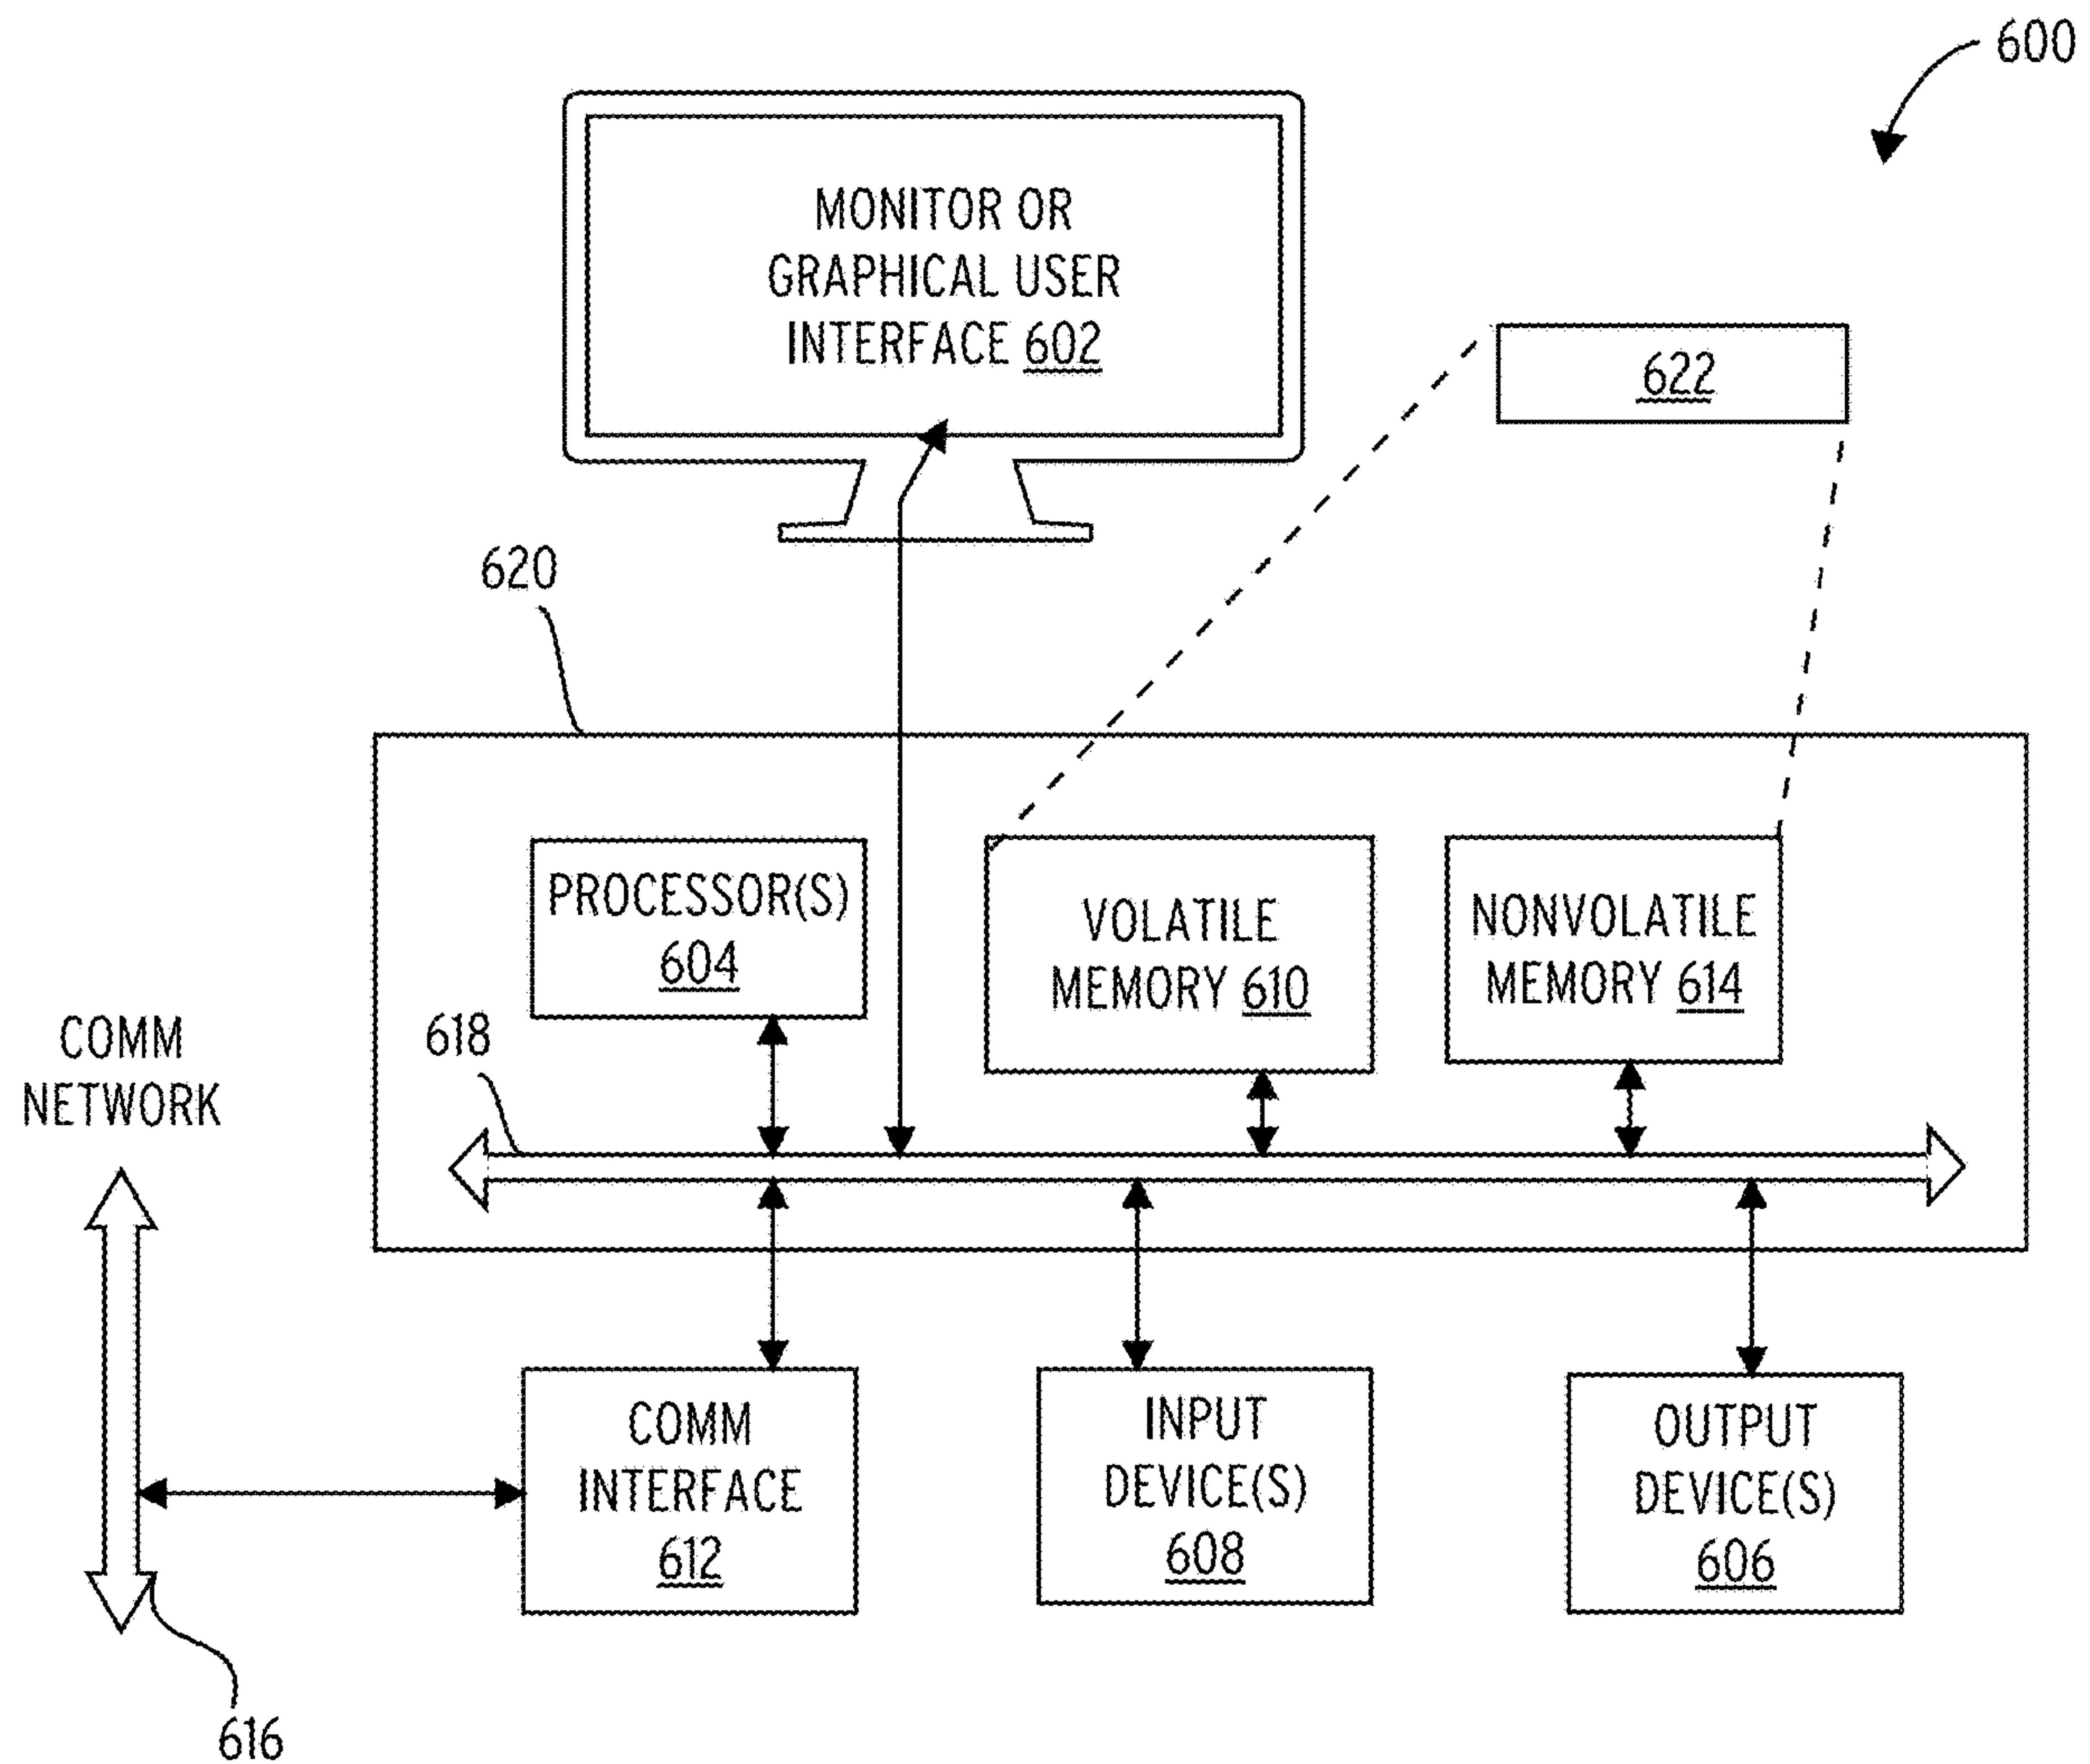 600
MONITOR OR
GRAPHICAL USER
INTERFACE 602
622
620
PROCESSOR(S)
604
VOLATILE
MEMORY 610
NONVOLATILE
MEMORY 614
618
COMM
NETWORK
COMM
INTERFACE
612
INPUT
DEVICE(S)
608
OUTPUT
DEVICE(S)
606
616